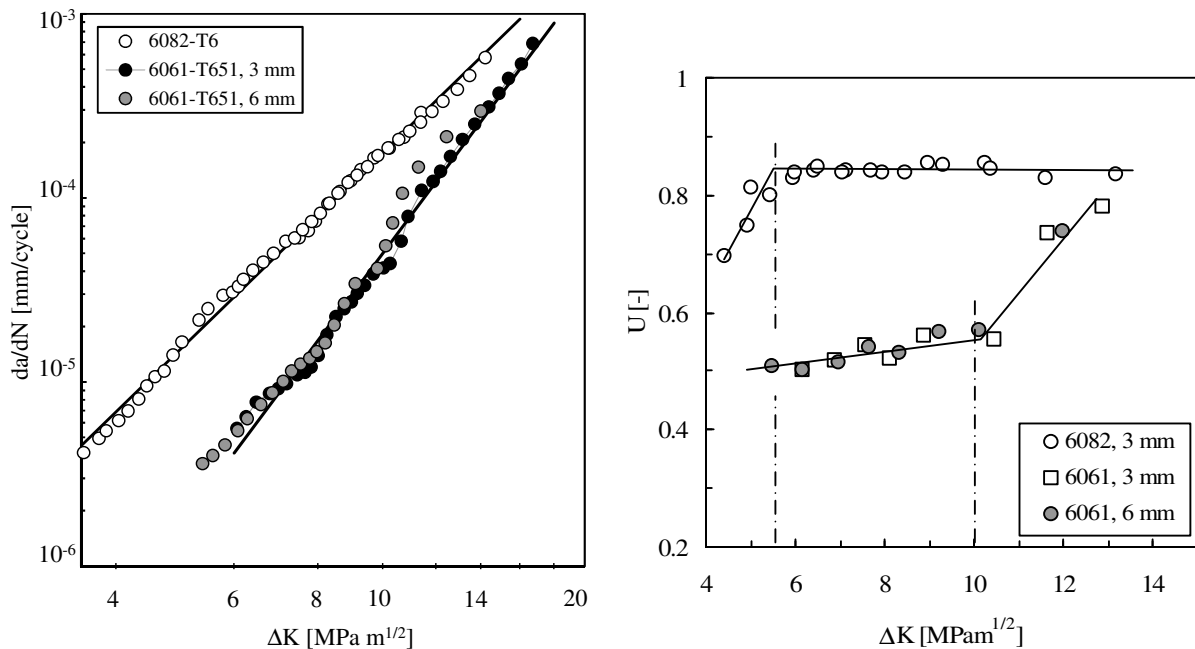 10-3
6082-T6
6061-T651, 3 mm
6061-T651, 6 mm
10-4
10-5
10-6
da/dN [mm/cycle]
4 6 8 10 14 20
ΔK [MPa m1/2]
1
0.8
0.6
0.4
0.2
U [-]
6082, 3 mm
6061, 3 mm
6061, 6 mm
4 6 8 10 12 14
ΔK [MPam1/2]